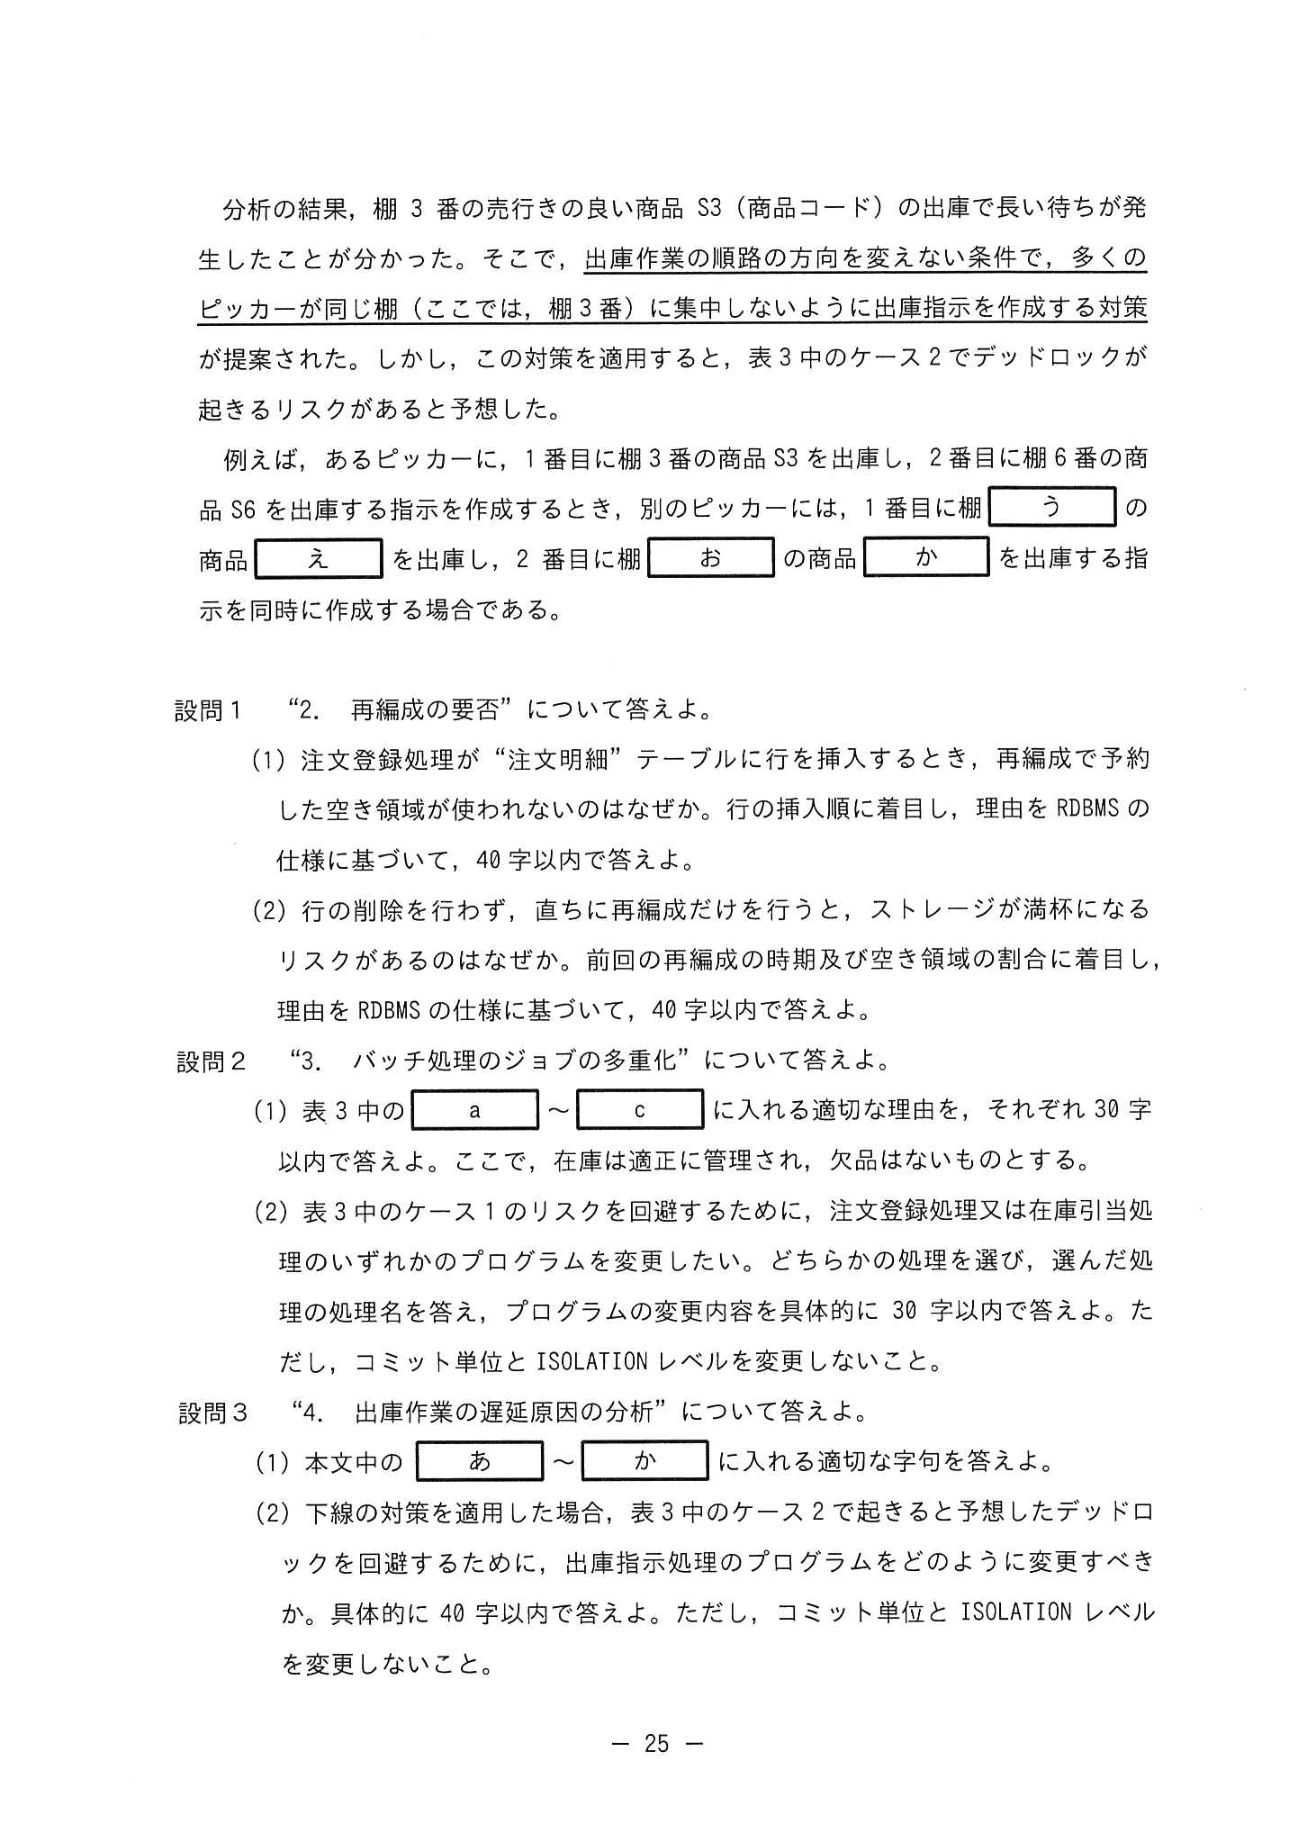 分析の結果，棚 3 番の売行きの良い商品 S3（商品コード）の出庫で長い待ちが発
生したことが分かった。そこで，出庫作業の順路の方向を変えない条件で，多くの
ピッカーが同じ棚（ここでは，棚3番）に集中しないように出庫指示を作成する対策
が提案された。しかし，この対策を適用すると，表3中のケース2でデッドロックが
起きるリスクがあると予想した。
例えば，あるピッカーに，1番目に棚3番の商品S3を出庫し，2番目に棚6番の商
品 S6 を出庫する指示を作成するとき，別のピッカーには，1番目に棚 う の
商品 え を出庫し，2 番目に棚 お の商品 か を出庫する指
示を同時に作成する場合である。
設問1 “2. 再編成の要否”について答えよ。
(1) 注文登録処理が“注文明細”テーブルに行を挿入するとき，再編成で予約
した空き領域が使われないのはなぜか。行の挿入順に着目し，理由を RDBMS の
仕様に基づいて，40字以内で答えよ。
(2) 行の削除を行わず，直ちに再編成だけを行うと，ストレージが満杯になる
リスクがあるのはなぜか。前回の再編成の時期及び空き領域の割合に着目し，
理由を RDBMS の仕様に基づいて，40字以内で答えよ。
設問2 “3. バッチ処理のジョブの多重化”について答えよ。
(1) 表3中の a ～ c に入れる適切な理由を，それぞれ30字
以内で答えよ。ここで，在庫は適正に管理され，欠品はないものとする。
(2) 表3中のケース1のリスクを回避するために，注文登録処理又は在庫引当処
理のいずれかのプログラムを変更したい。どちらかの処理を選び，選んだ処
理の処理名を答え，プログラムの変更内容を具体的に 30 字以内で答えよ。た
だし，コミット単位と ISOLATION レベルを変更しないこと。
設問3 “4. 出庫作業の遅延原因の分析”について答えよ。
(1) 本文中の あ ～ か に入れる適切な字句を答えよ。
(2) 下線の対策を適用した場合，表3中のケース2で起きると予想したデッドロ
ックを回避するために，出庫指示処理のプログラムをどのように変更すべき
か。具体的に 40 字以内で答えよ。ただし，コミット単位と ISOLATION レベル
を変更しないこと。
－ 25 －